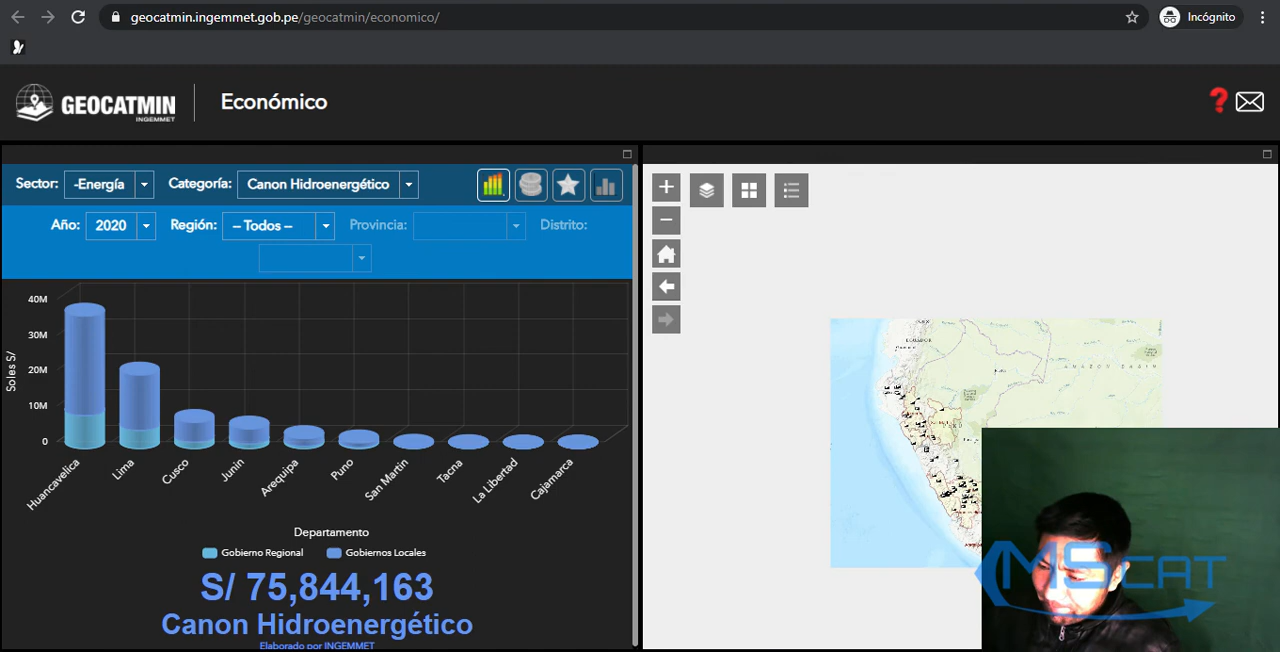 geocatmin.ingemmet.gob.pe/geocatmin/economico/
Incógnito
GEOCATMIN
INGEMMET
Económico
Sector: -Energía Categoría: Canon Hidroenergético
Año: 2020 Región: -- Todos -- Provincia: Distrito:
40M
30M
20M
10M
0
Soles S/
Huancavelica
Lima
Cusco
Junin
Arequipa
Puno
San Martin
Tacna
La Libertad
Cajamarca
Departamento
Gobierno Regional Gobiernos Locales
S/ 75,844,163
Canon Hidroenergético
Elaborado por INGEMMET
ECUADOR
MSCAT